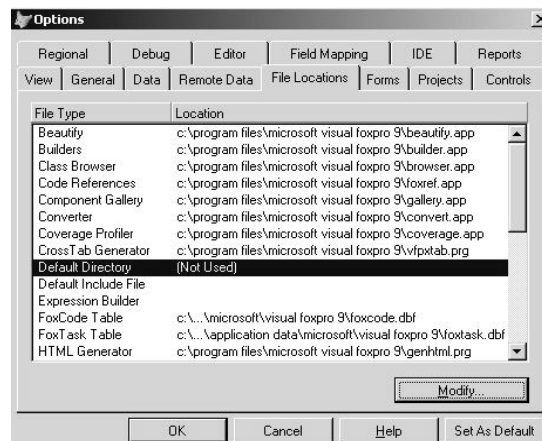 Options
Regional Debug Editor Field Mapping IDE Reports
View General Data Remote Data File Locations Forms Projects Controls
File Type Location
Beautify c:\program files\microsoft visual foxpro 9\beautify.app
Builders c:\program files\microsoft visual foxpro 9\builder.app
Class Browser c:\program files\microsoft visual foxpro 9\browser.app
Code References c:\program files\microsoft visual foxpro 9\foxref.app
Component Gallery c:\program files\microsoft visual foxpro 9\gallery.app
Converter c:\program files\microsoft visual foxpro 9\convert.app
Coverage Profiler c:\program files\microsoft visual foxpro 9\coverage.app
CrossTab Generator c:\program files\microsoft visual foxpro 9\vfpxtab.prg
Default Directory (Not Used)
Default Include File
Expression Builder
FoxCode Table c:\...\microsoft\visual foxpro 9\foxcode.dbf
FoxTask Table c:\...\application data\microsoft\visual foxpro 9\foxtask.dbf
HTML Generator c:\program files\microsoft visual foxpro 9\genhtml.prg
Modify...
OK Cancel Help Set As Default